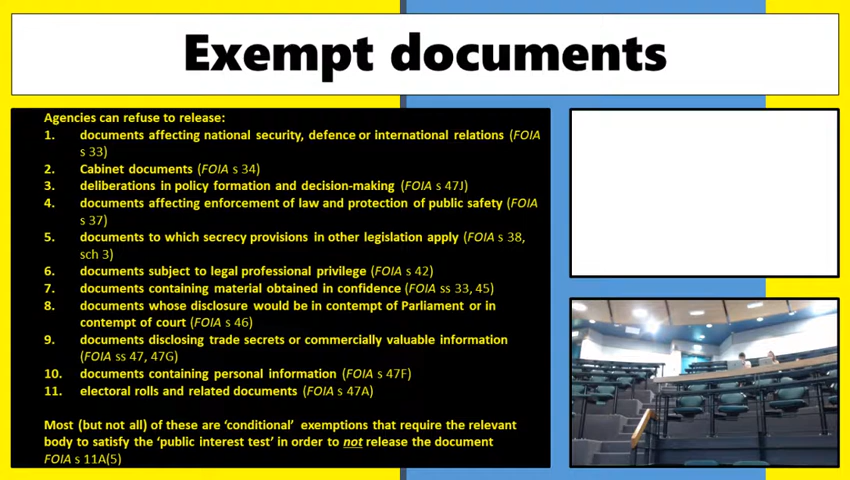 Exempt documents
Agencies can refuse to release:
1. documents affecting national security, defence or international relations (FOIA
s 33)
2. Cabinet documents (FOIA s 34)
3. deliberations in policy formation and decision-making (FOIA s 47J)
4. documents affecting enforcement of law and protection of public safety (FOIA
s 37)
5. documents to which secrecy provisions in other legislation apply (FOIA s 38,
sch 3)
6. documents subject to legal professional privilege (FOIA s 42)
7. documents containing material obtained in confidence (FOIA ss 33, 45)
8. documents whose disclosure would be in contempt of Parliament or in
contempt of court (FOIA s 46)
9. documents disclosing trade secrets or commercially valuable information
(FOIA ss 47, 47G)
10. documents containing personal information (FOIA s 47F)
11. electoral rolls and related documents (FOIA s 47A)
Most (but not all) of these are ‘conditional’ exemptions that require the relevant
body to satisfy the ‘public interest test’ in order to not release the document
FOIA s 11A(5)